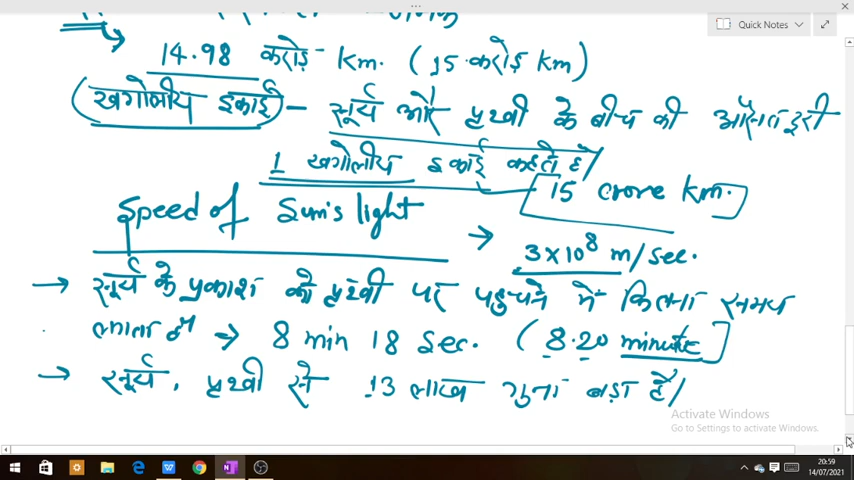 Quick Notes
14.98 करोड़ Km. (15 करोड़ Km)
(खगोलीय इकाई) – सूर्य और पृथ्वी के बीच की औसत दूरी
1 खगोलीय इकाई कहते हैं/
15 crore Km.
Speed of Sun's light → 3×10⁸ m/sec.
→ सूर्य के प्रकाश को पृथ्वी पर पहुचने में कितना समय
लगता है → 8 min 18 Sec. (8.20 minute)
→ सूर्य, पृथ्वी से 13 लाख गुना बड़ा है/
Activate Windows
Go to Settings to activate Windows.
20:59
14/07/2021